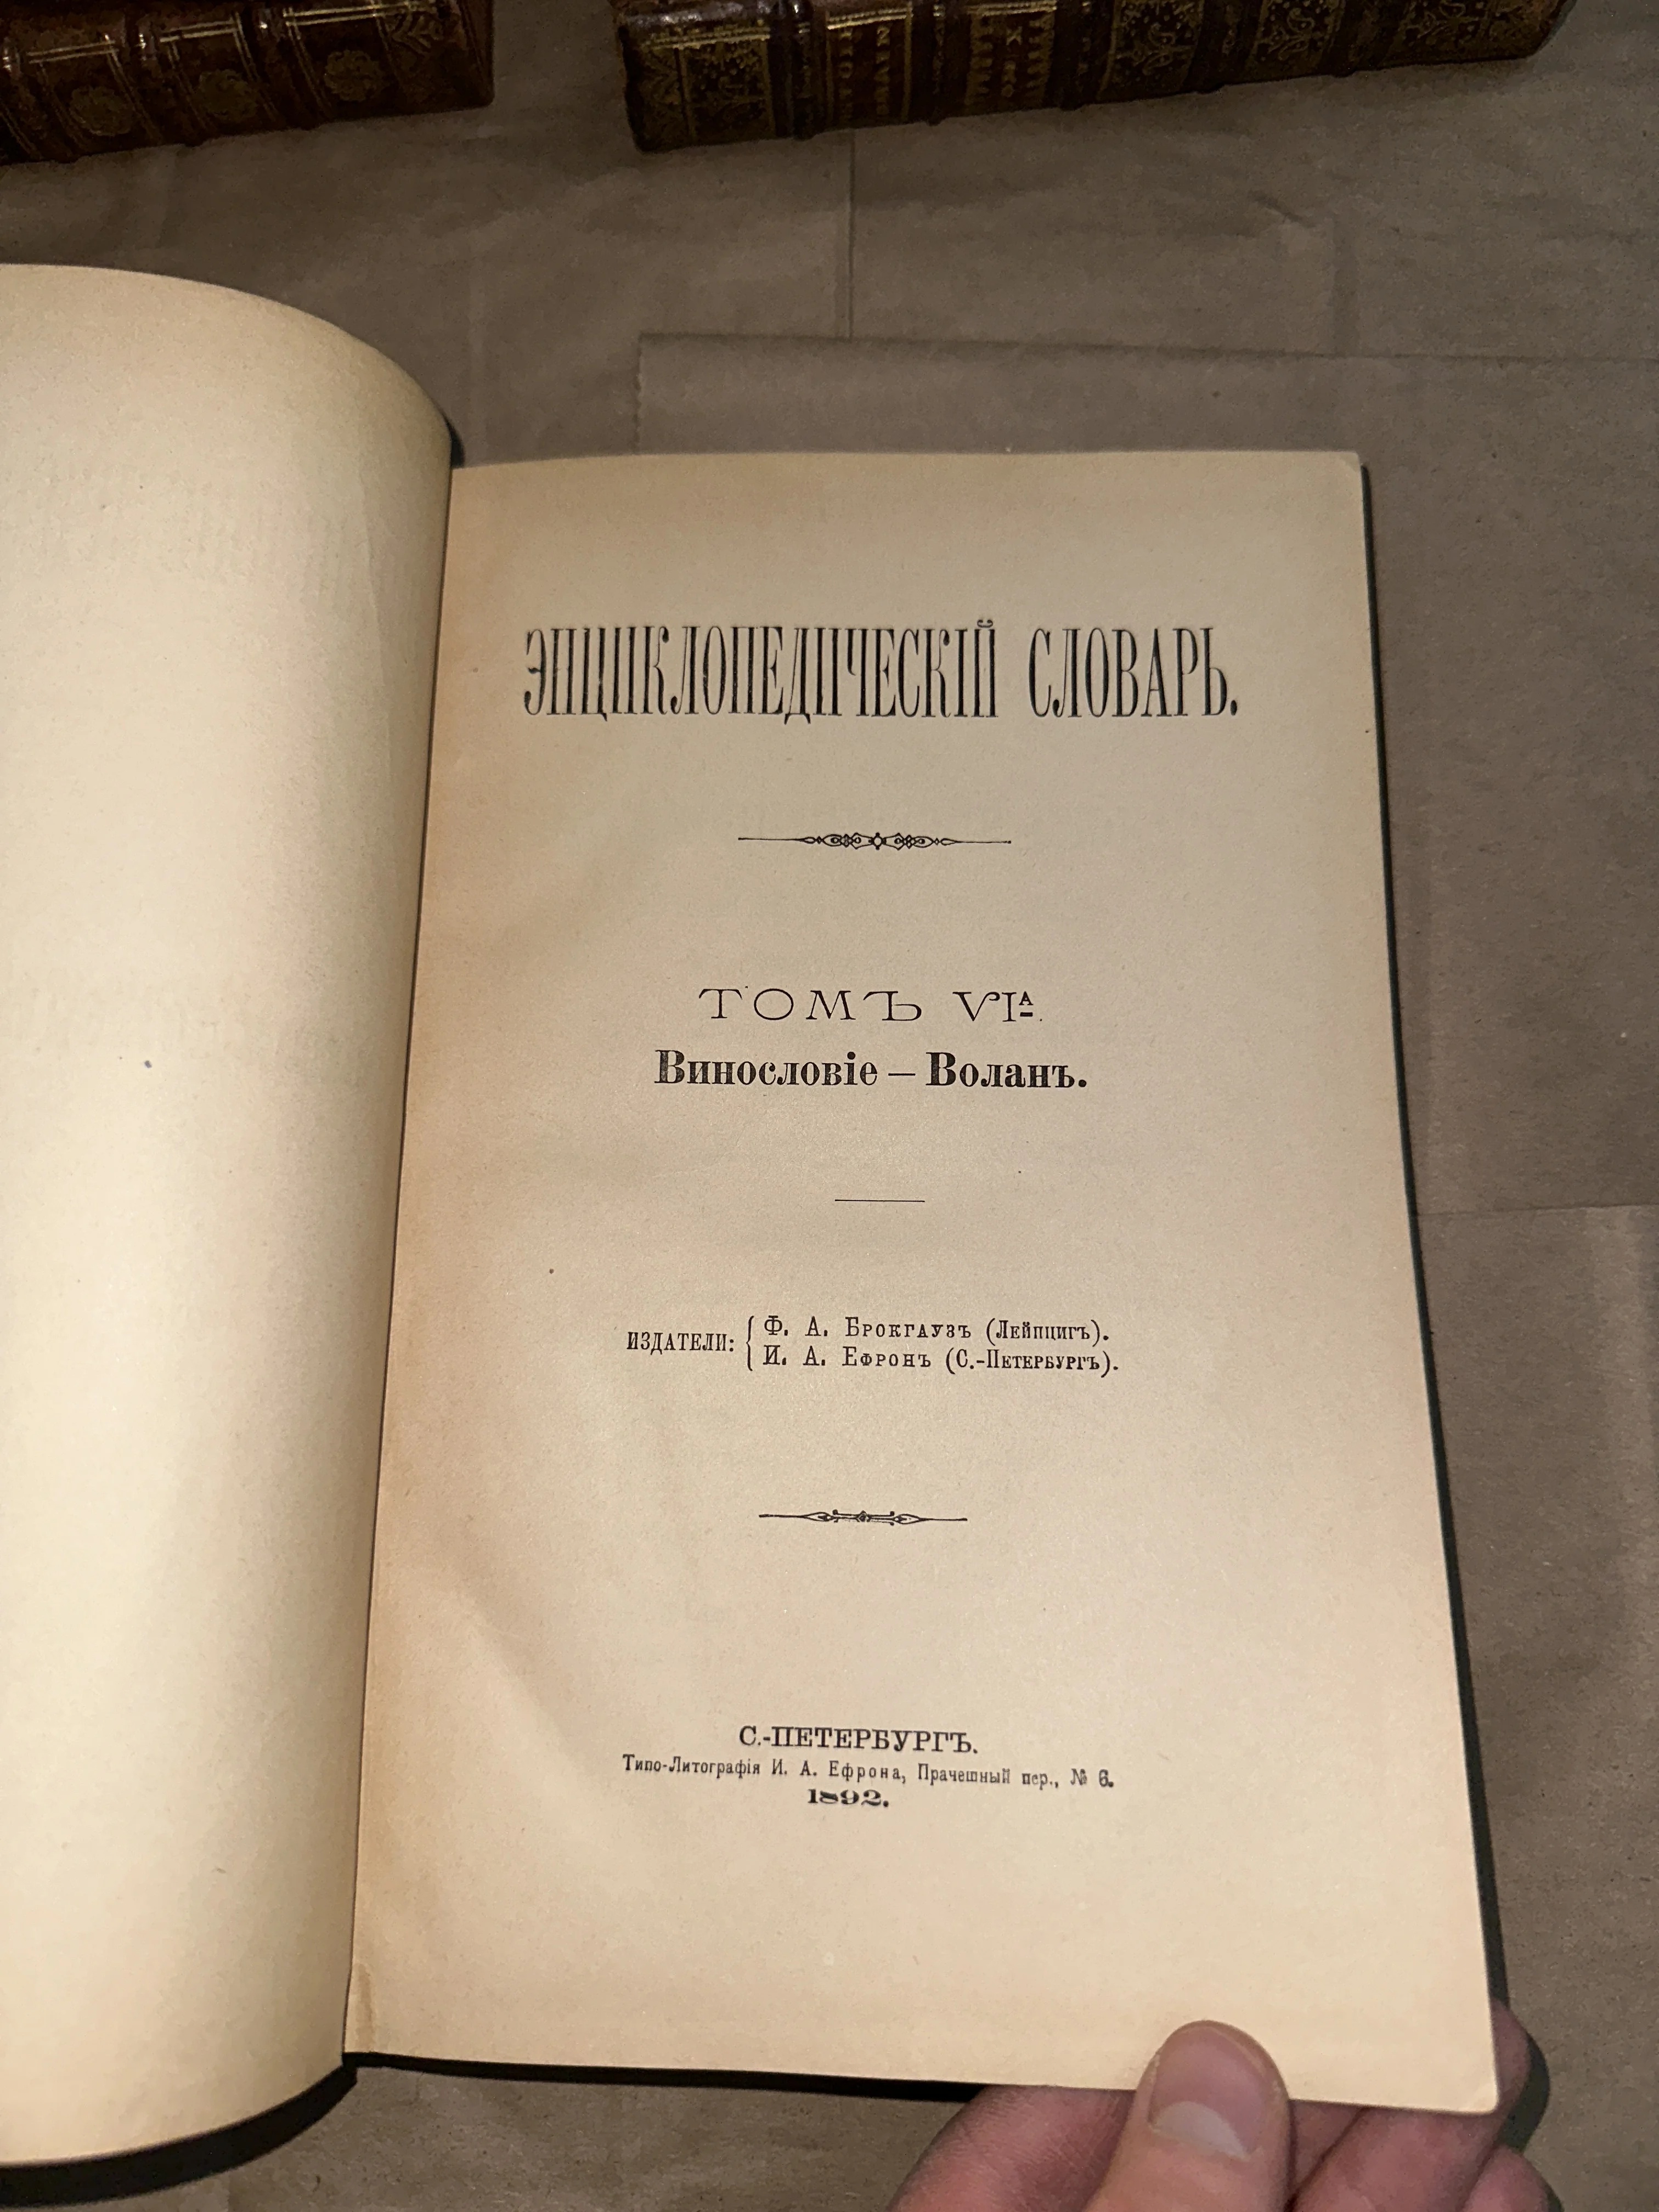 ЭНЦИКЛОПЕДИЧЕСКІЙ СЛОВАРЬ.
ТОМЪ VIА.
Винословіе — Воланъ.
ИЗДАТЕЛИ: { Ф. А. Брокгаузъ (Лейпцигъ).
И. А. Ефронъ (С.-Петербургъ).
С.-ПЕТЕРБУРГЪ.
Типо-Литографія И. А. Ефрона, Прачешный пер., № 6.
1892.